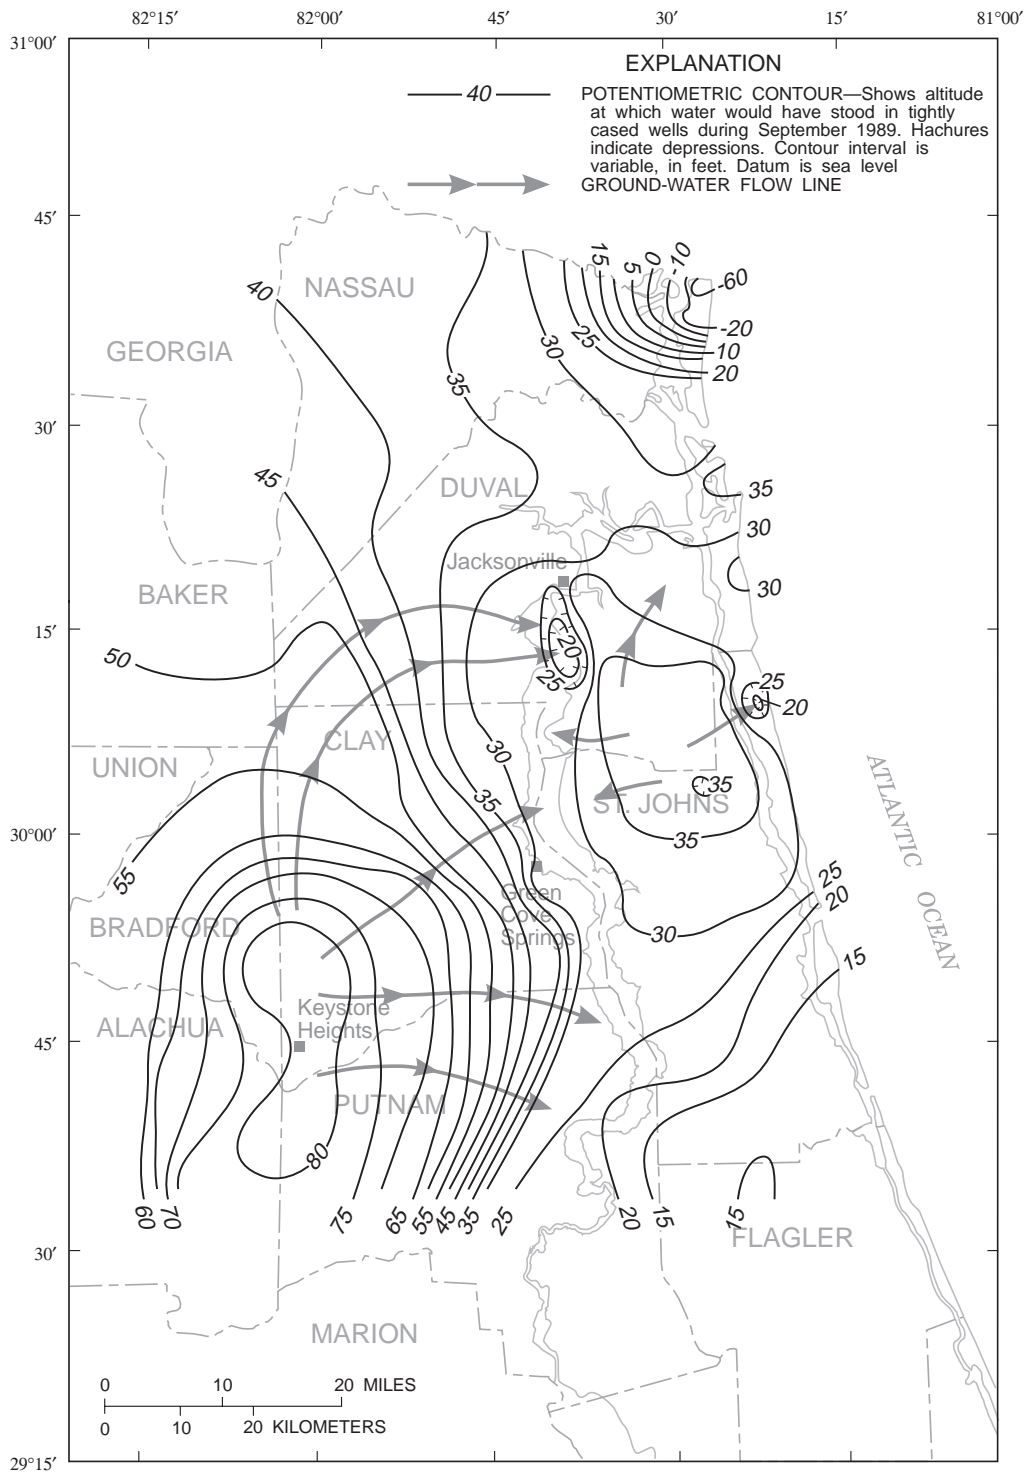 82°15′ 82°00′ 45′ 30′ 15′ 81°00′
31°00′
EXPLANATION
40
POTENTIOMETRIC CONTOUR—Shows altitude
at which water would have stood in tightly
cased wells during September 1989. Hachures
indicate depressions. Contour interval is
variable, in feet. Datum is sea level
GROUND-WATER FLOW LINE
45′
15 5 0 -10 -60
NASSAU
40
-20
GEORGIA
25
30
10
35
20
30′
45
DUVAL
35
30
Jacksonville
30
BAKER
15′
20
50
25
25
20
0
CLAY
30
UNION
35
35
ST. JOHNS
ATLANTIC OCEAN
30°00′
35
55
25
20
Green
Cove
Springs
BRADFORD
30
15
Keystone
Heights
ALACHUA
45′
PUTNAM
80
60 70 75 65 55 45 35 25 20 15 15
FLAGLER
30′
MARION
0 10 20 MILES
0 10 20 KILOMETERS
29°15′